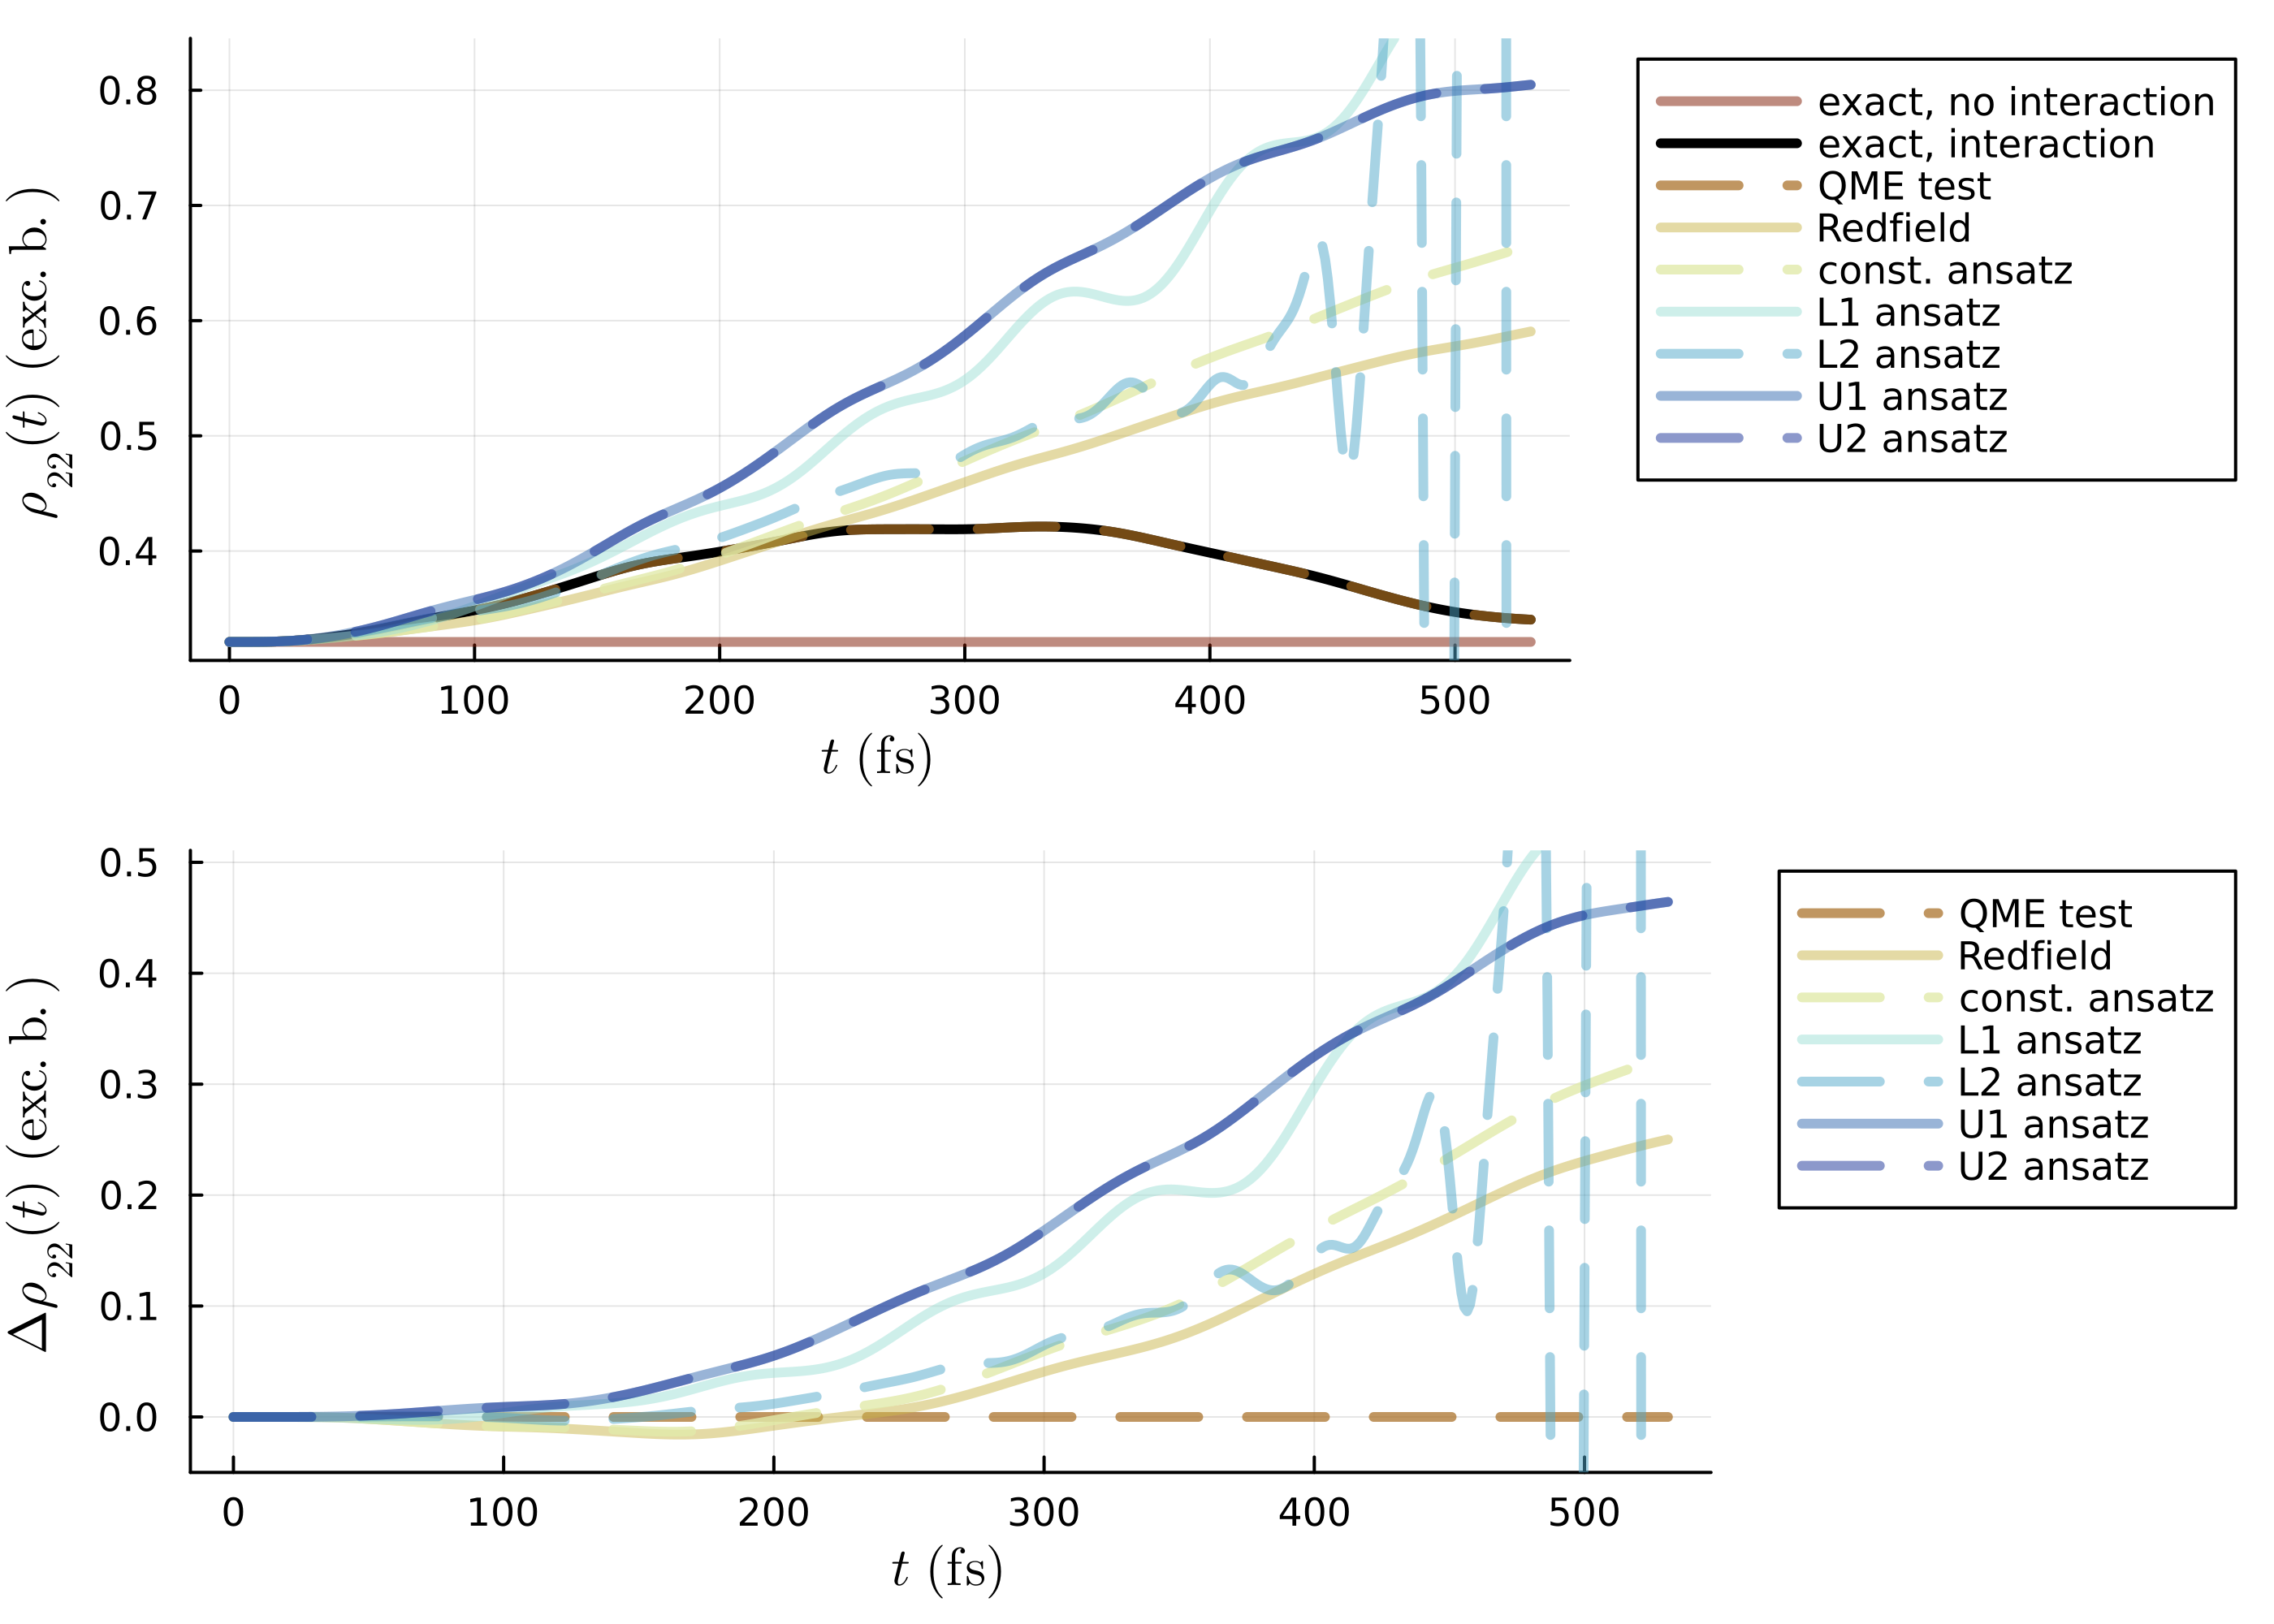 ρ₂₂(t) (exc. b. )
0.8
0.7
0.6
0.5
0.4
0
100
200
300
400
500
t (fs)
exact, no interaction
exact, interaction
QME test
Redfield
const. ansatz
L1 ansatz
L2 ansatz
U1 ansatz
U2 ansatz
Δρ₂₂(t) (exc. b. )
0.5
0.4
0.3
0.2
0.1
0.0
0
100
200
300
400
500
t (fs)
QME test
Redfield
const. ansatz
L1 ansatz
L2 ansatz
U1 ansatz
U2 ansatz